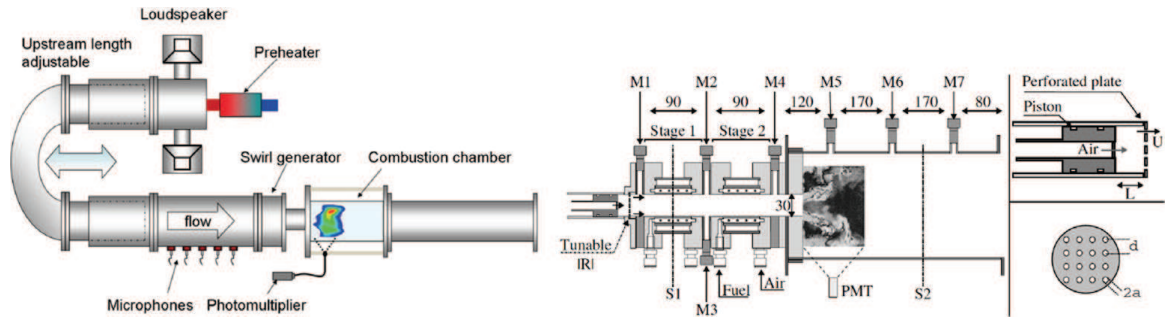 Loudspeaker
Upstream length
adjustable
Preheater
Swirl generator
Combustion chamber
flow
Microphones
Photomultiplier
M1
M2
M4
M5
M6
M7
90
90
120
170
170
80
Stage 1
Stage 2
30
Tunable
|R|
S1
M3
Fuel
Air
PMT
S2
Perforated plate
Piston
Air
U
L
d
2a